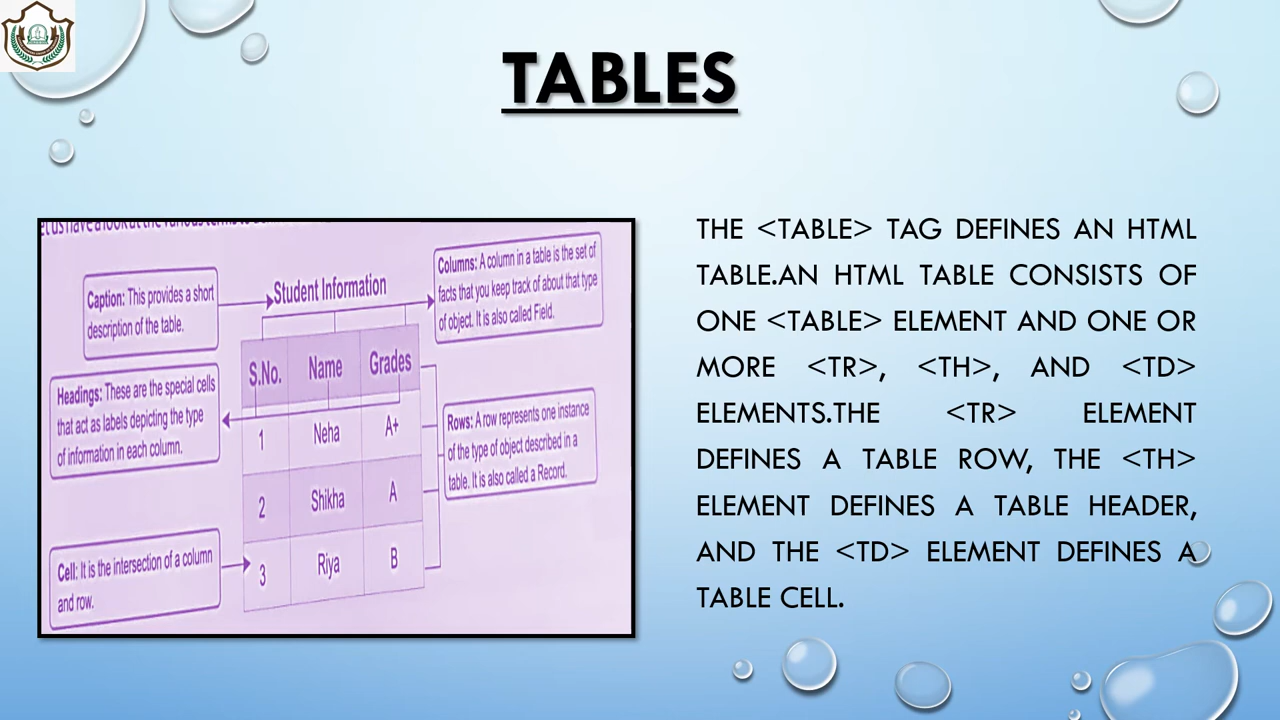 TABLES
Caption: This provides a short
description of the table.
Student Information
Columns: A column in a table is the set of
facts that you keep track of about that type
of object. It is also called Field.
Headings: These are the special cells
that act as labels depicting the type
of information in each column.
S.No. Name Grades
1 Neha A+
2 Shikha A
3 Riya B
Rows: A row represents one instance
of the type of object described in a
table. It is also called a Record.
Cell: It is the intersection of a column
and row.
THE <TABLE> TAG DEFINES AN HTML
TABLE.AN HTML TABLE CONSISTS OF
ONE <TABLE> ELEMENT AND ONE OR
MORE <TR>, <TH>, AND <TD>
ELEMENTS.THE <TR> ELEMENT
DEFINES A TABLE ROW, THE <TH>
ELEMENT DEFINES A TABLE HEADER,
AND THE <TD> ELEMENT DEFINES A
TABLE CELL.